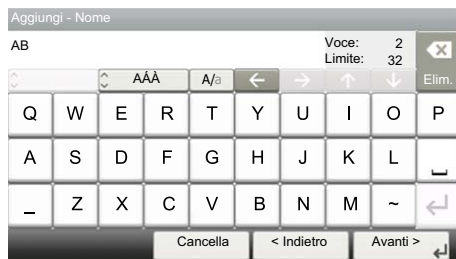 Aggiungi - Nome
AB
Voce: 2
Limite: 32
AÁÀ A/a ← → ↑ ↓ Elim.
Q W E R T Y U I O P
A S D F G H J K L
_ Z X C V B N M ~
Cancella < Indietro Avanti >